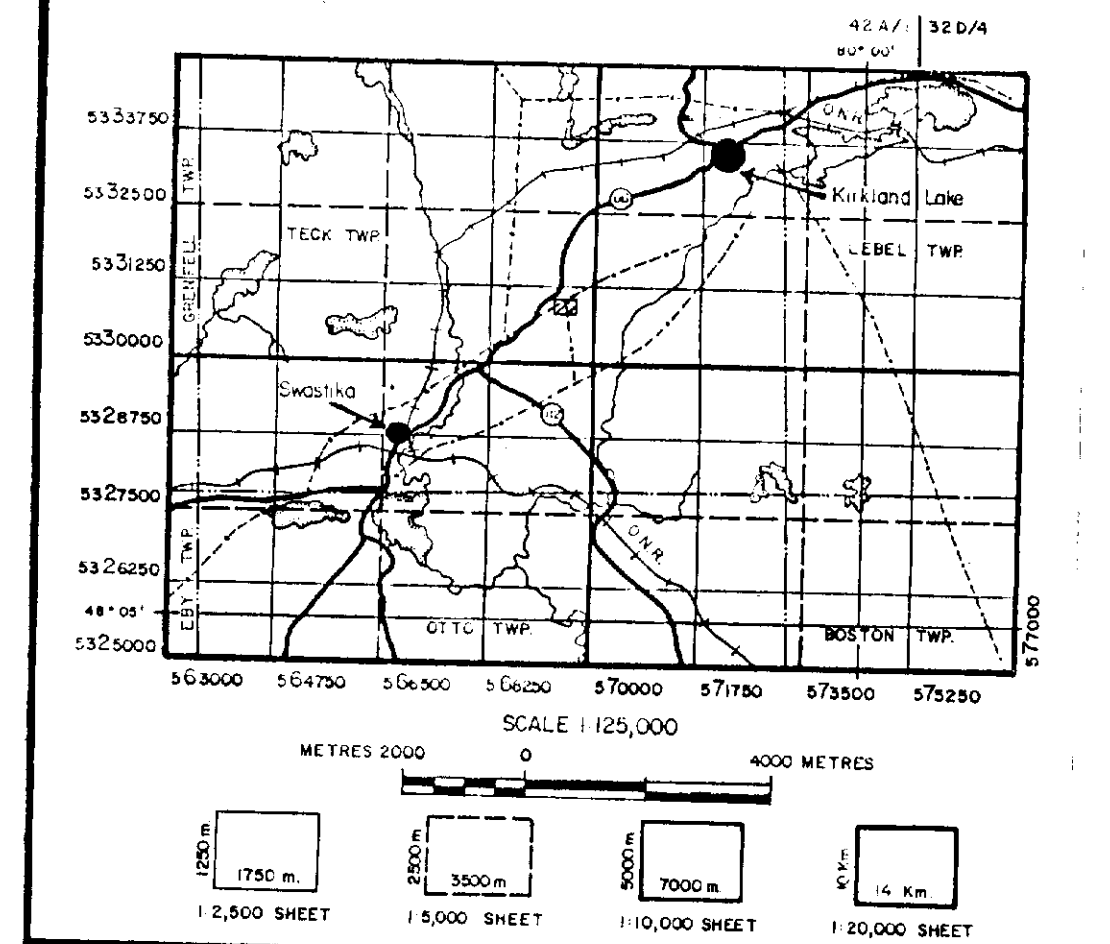 42 A/ 32 D/4
80° 00'
5333750
5332500
5331250
5330000
5328750
5327500
5326250
48° 05'
5325000
GRENFELL TWP.
EBY TWP.
TECK TWP.
O.N.R.
66
Kirkland Lake
LEBEL TWP.
Swastika
112
O.N.R.
OTTO TWP.
BOSTON TWP.
577000
563000 564750 566500 566250 570000 571750 573500 575250
SCALE 1:125,000
METRES 2000 0 4000 METRES
1250 m.
1750 m.
1:2,500 SHEET
2500 m
3500 m
1:5,000 SHEET
5000 m
7000 m.
1:10,000 SHEET
10 Km
14 Km.
1:20,000 SHEET